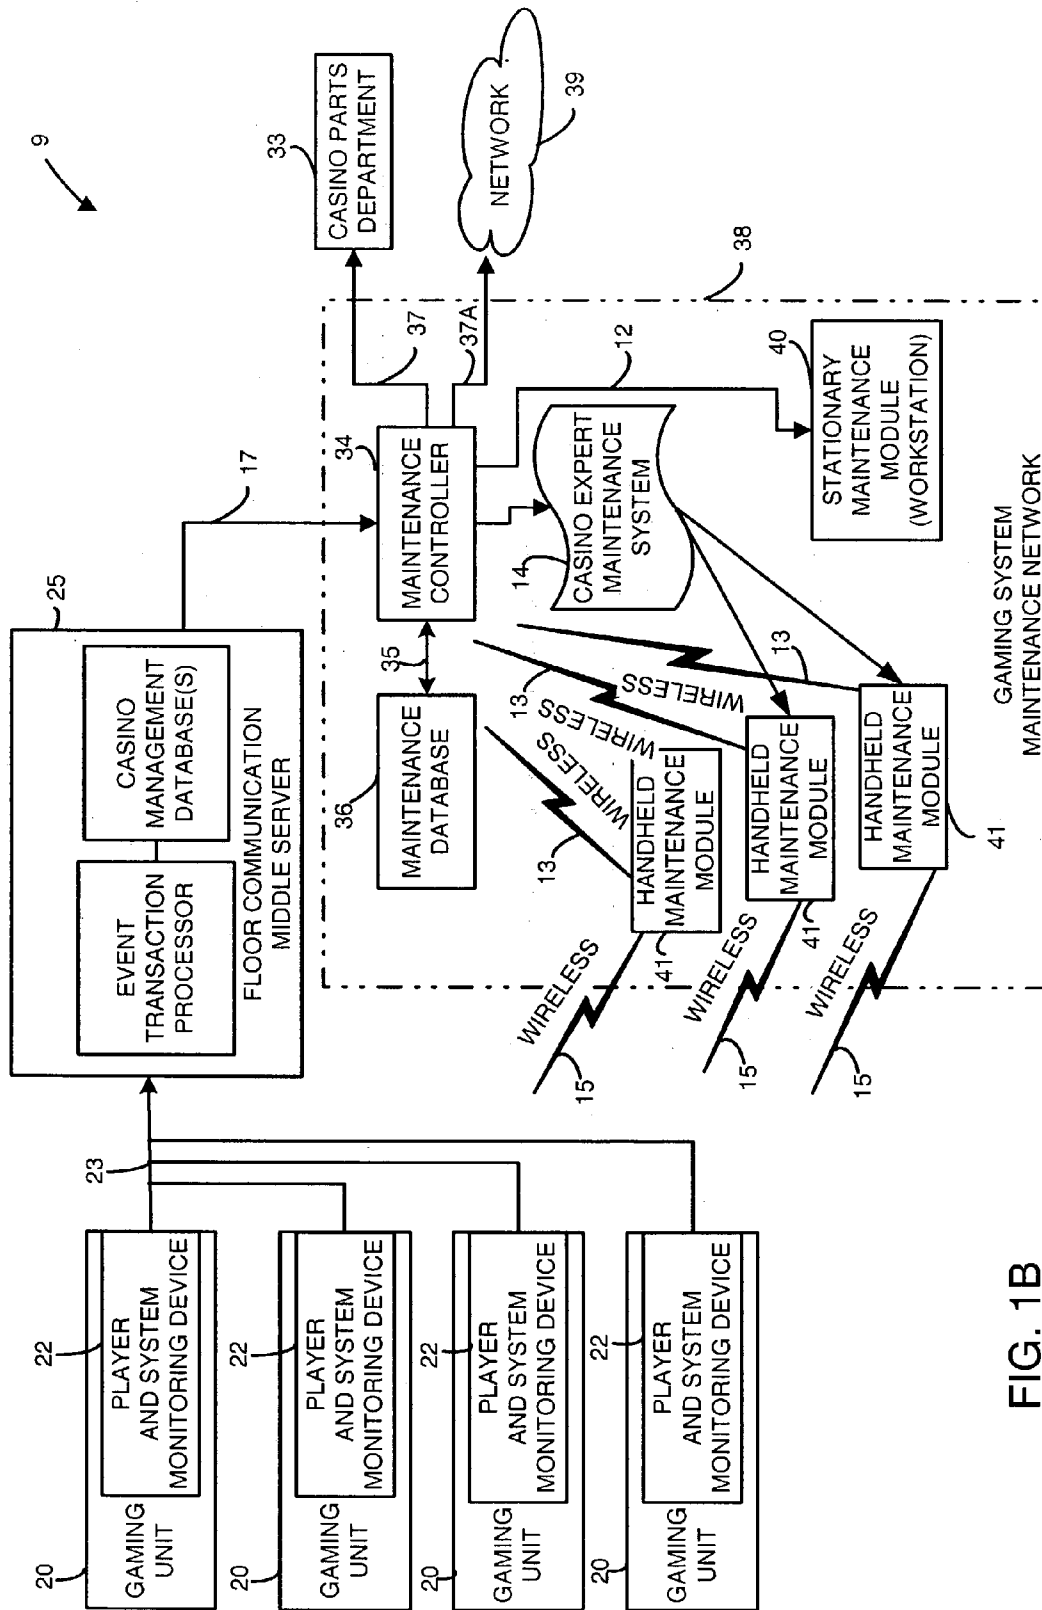 9
33
CASINO PARTS
DEPARTMENT
NETWORK
39
37
37A
25
CASINO
MANAGEMENT
DATABASE(S)
EVENT
TRANSACTION
PROCESSOR
FLOOR COMMUNICATION
MIDDLE SERVER
17
23
22
PLAYER
AND SYSTEM
MONITORING DEVICE
GAMING
UNIT
20
22
PLAYER
AND SYSTEM
MONITORING DEVICE
GAMING
UNIT
20
22
PLAYER
AND SYSTEM
MONITORING DEVICE
GAMING
UNIT
20
22
PLAYER
AND SYSTEM
MONITORING DEVICE
GAMING
UNIT
20
38
34
MAINTENANCE
CONTROLLER
35
36
MAINTENANCE
DATABASE
12
14
CASINO EXPERT
MAINTENANCE
SYSTEM
40
STATIONARY
MAINTENANCE
MODULE
(WORKSTATION)
13
WIRELESS
13
WIRELESS
13
WIRELESS
HANDHELD
MAINTENANCE
MODULE
41
HANDHELD
MAINTENANCE
MODULE
41
HANDHELD
MAINTENANCE
MODULE
41
WIRELESS
15
WIRELESS
15
WIRELESS
15
GAMING SYSTEM
MAINTENANCE NETWORK
FIG. 1B